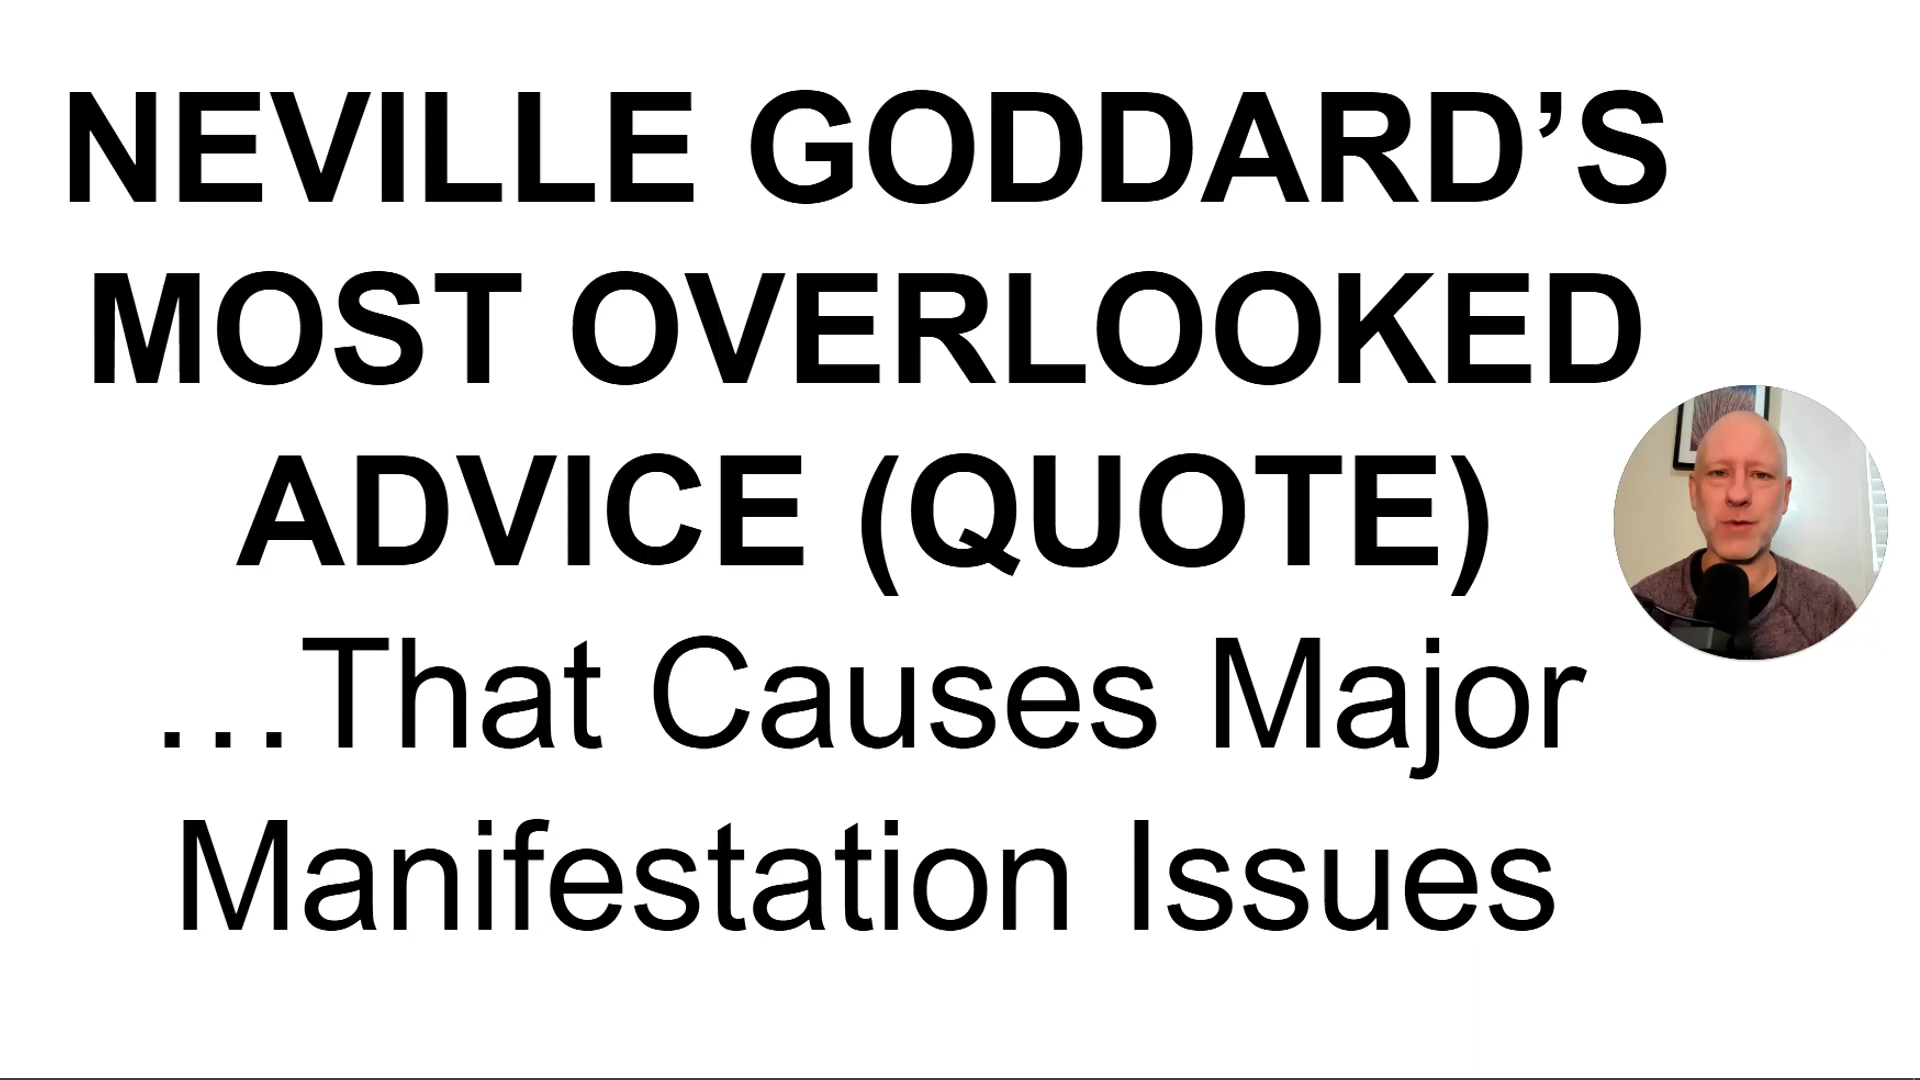 NEVILLE GODDARD’S
MOST OVERLOOKED
ADVICE (QUOTE)
…That Causes Major
Manifestation Issues